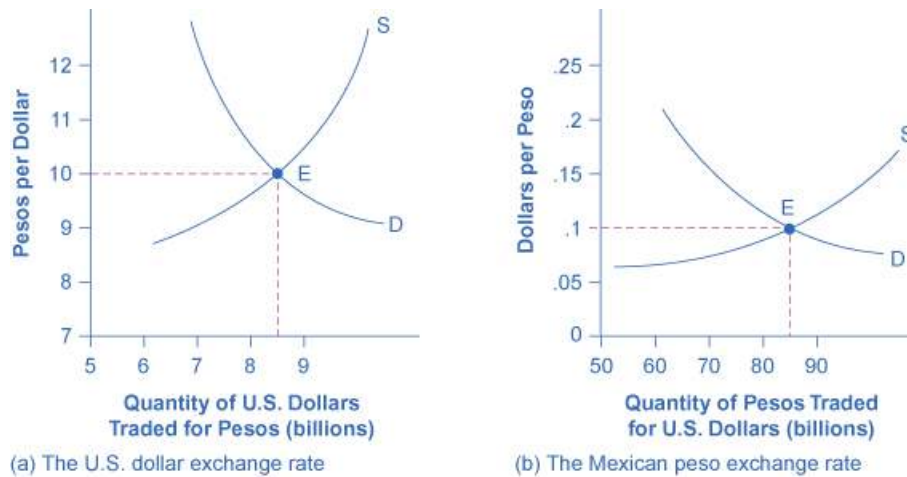 Pesos per Dollar
12
11
10
9
8
7
5
6
7
8
9
S
E
D
Quantity of U.S. Dollars
Traded for Pesos (billions)
(a) The U.S. dollar exchange rate
Dollars per Peso
.25
.2
.15
.1
.05
0
50
60
70
80
90
S
E
D
Quantity of Pesos Traded
for U.S. Dollars (billions)
(b) The Mexican peso exchange rate